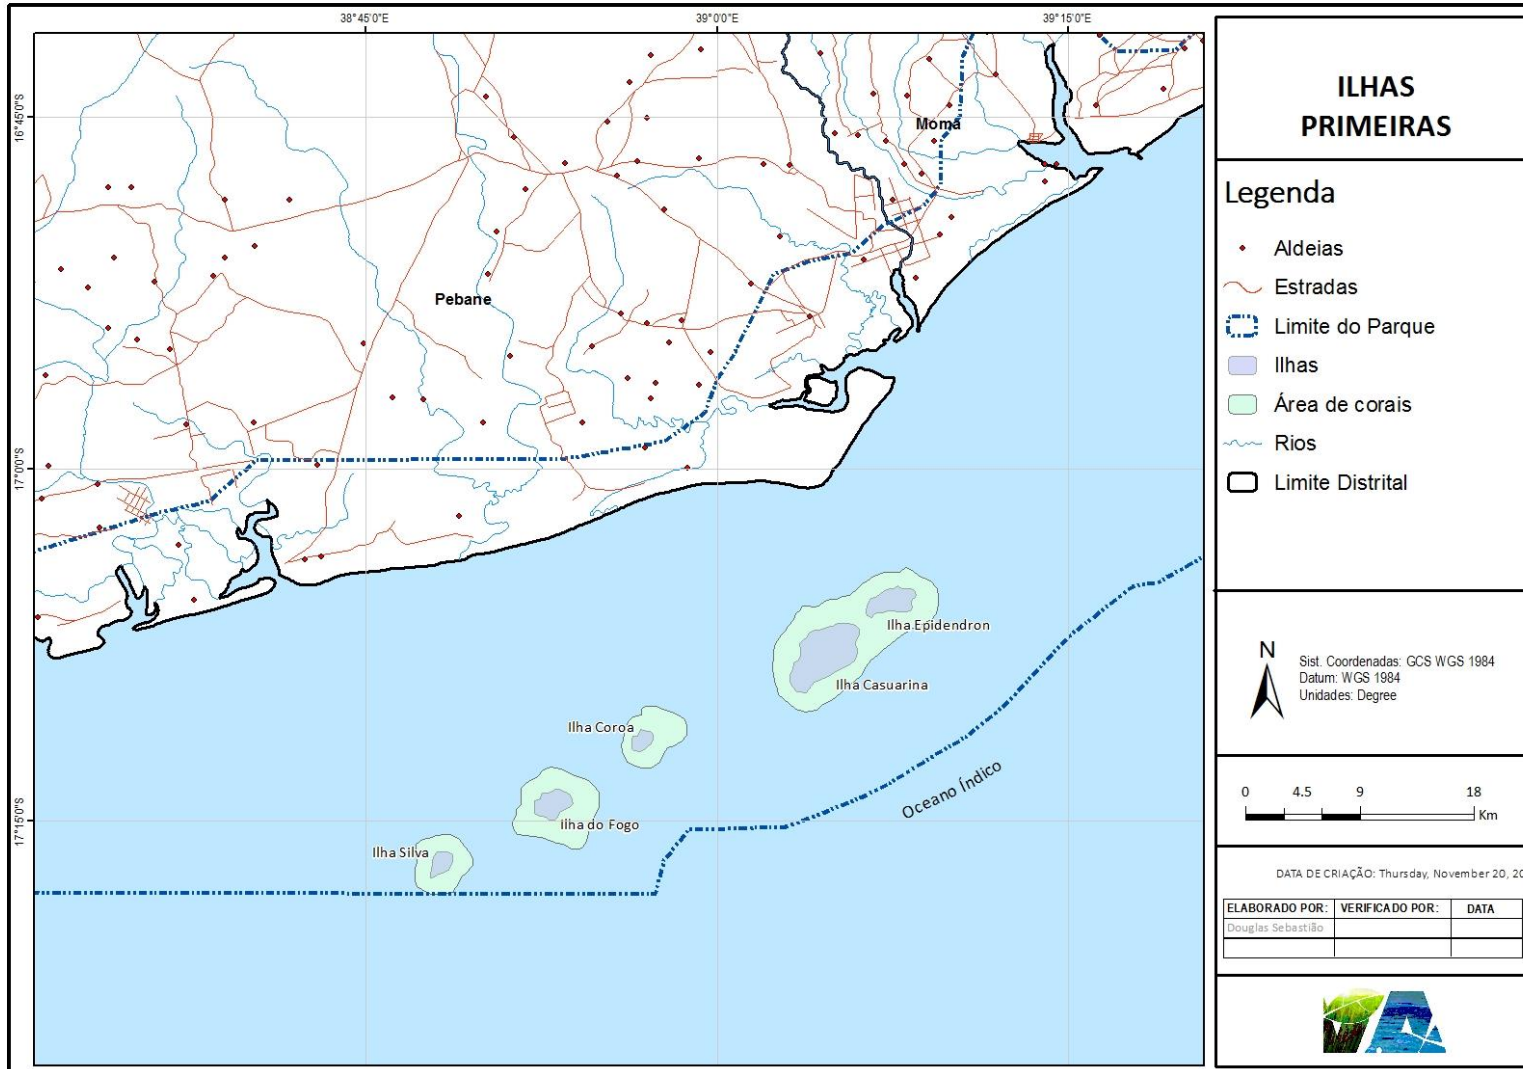 38°45'0"E
39°0'0"E
39°15'0"E
16°45'0"S
17°0'0"S
17°15'0"S
Moma
Pebane
Ilha Epidendron
Ilha Casuarina
Ilha Coroa
Ilha do Fogo
Ilha Silva
Oceano Índico
ILHAS
PRIMEIRAS
Legenda
Aldeias
Estradas
Limite do Parque
Ilhas
Área de corais
Rios
Limite Distrital
N
Sist. Coordenadas: GCS WGS 1984
Datum: WGS 1984
Unidades: Degree
0 4.5 9 18
Km
DATA DE CRIAÇÃO: Thursday, November 20, 20
ELABORADO POR: VERIFICADO POR: DATA
Douglas Sebastião